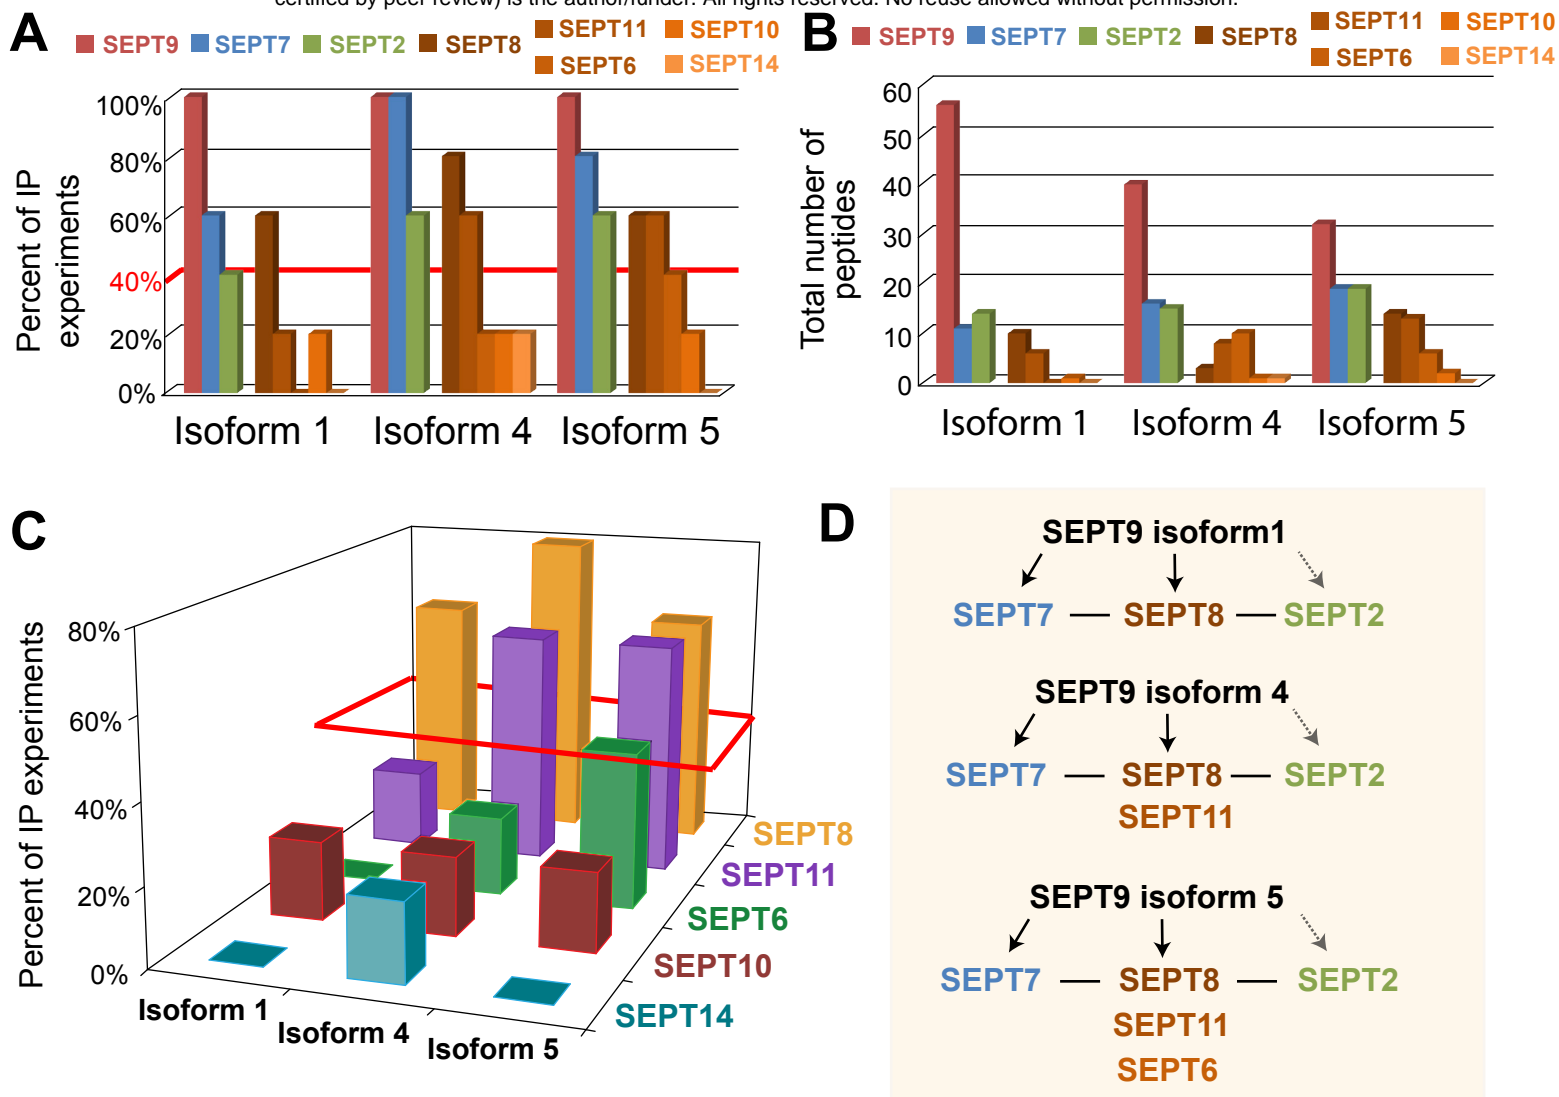 certified by peer review) is the author/funder. All rights reserved. No reuse allowed without permission.
A
SEPT9 SEPT7 SEPT2 SEPT8 SEPT11 SEPT10
SEPT6 SEPT14
Percent of IP
experiments
100%
80%
60%
40%
20%
0%
Isoform 1 Isoform 4 Isoform 5
B
SEPT9 SEPT7 SEPT2 SEPT8 SEPT11 SEPT10
SEPT6 SEPT14
Total number of
peptides
60
50
40
30
20
10
0
Isoform 1 Isoform 4 Isoform 5
C
Percent of IP experiments
80%
60%
40%
20%
0%
Isoform 1
Isoform 4
Isoform 5
SEPT8
SEPT11
SEPT6
SEPT10
SEPT14
D
SEPT9 isoform1
SEPT7 SEPT8 SEPT2
SEPT9 isoform 4
SEPT7 SEPT8 SEPT2
SEPT11
SEPT9 isoform 5
SEPT7 SEPT8 SEPT2
SEPT11
SEPT6